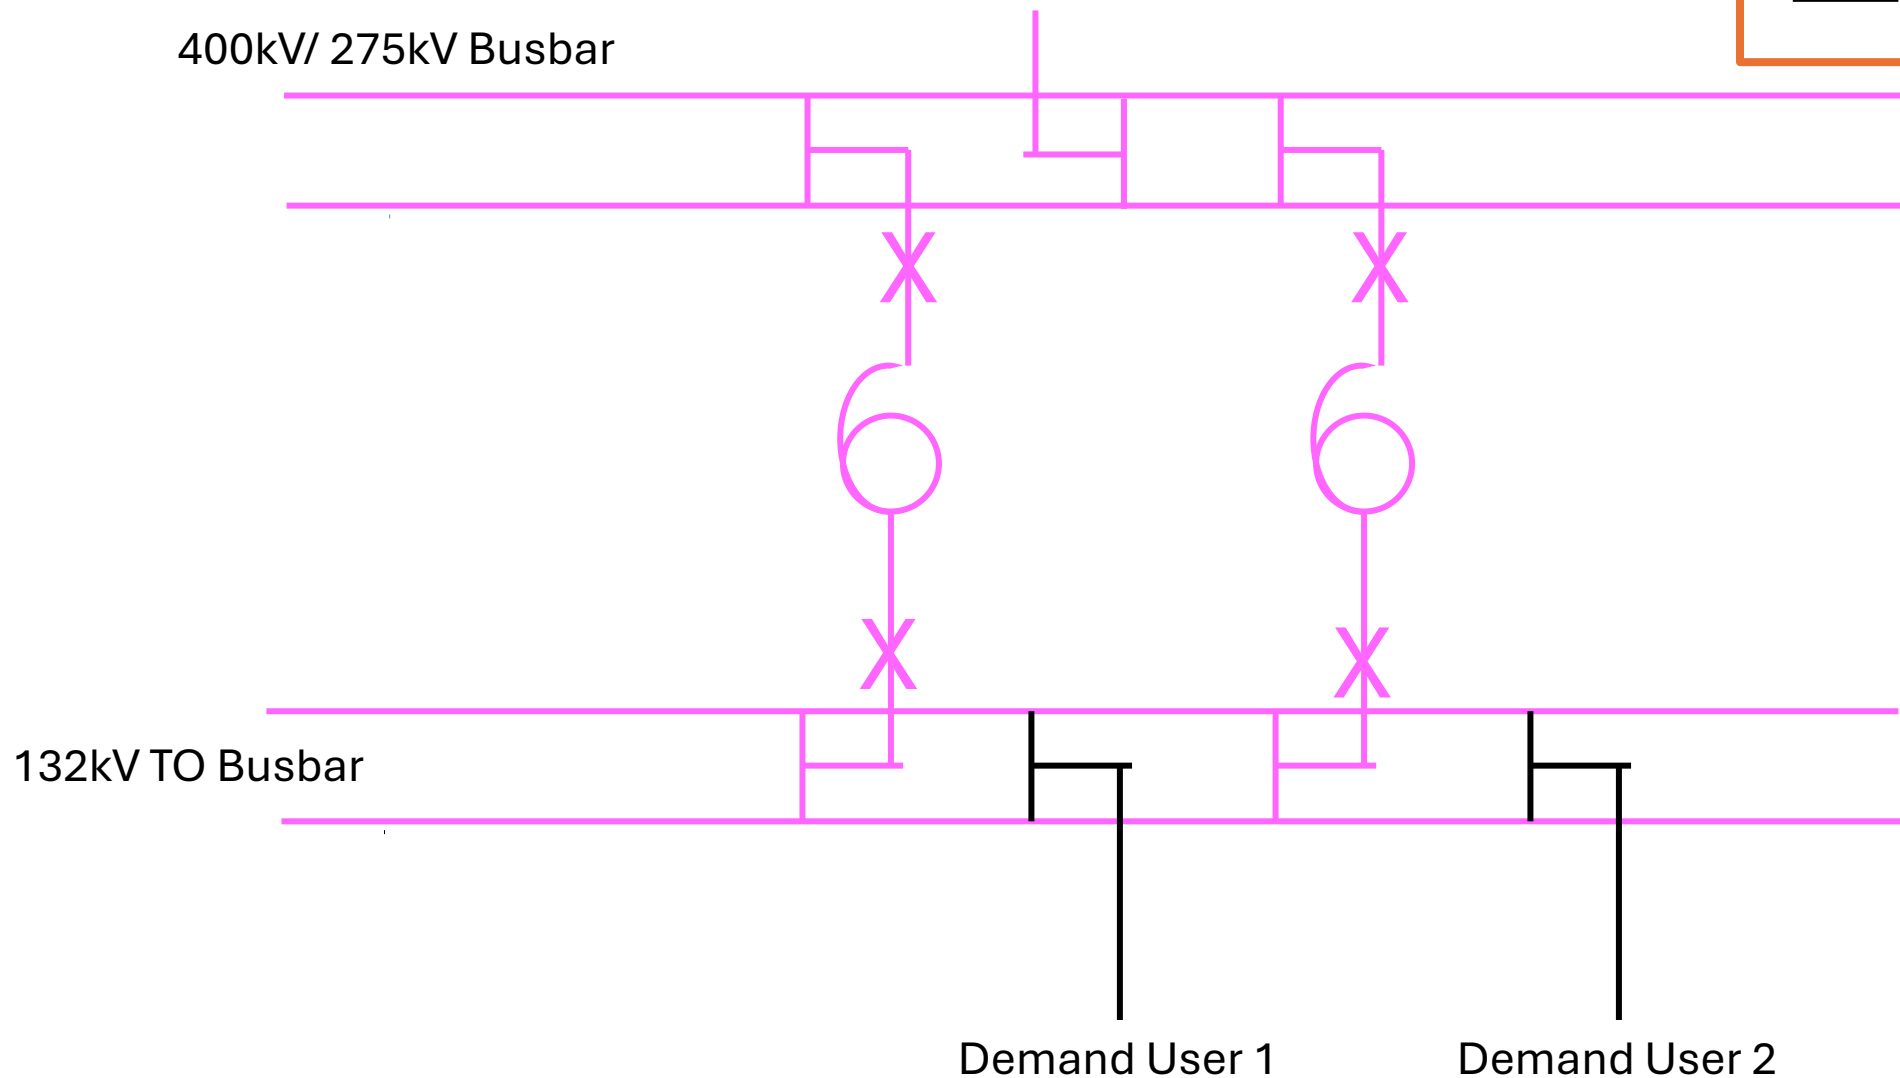 400kV/ 275kV Busbar
X X
X X
132kV TO Busbar
Demand User 1
Demand User 2